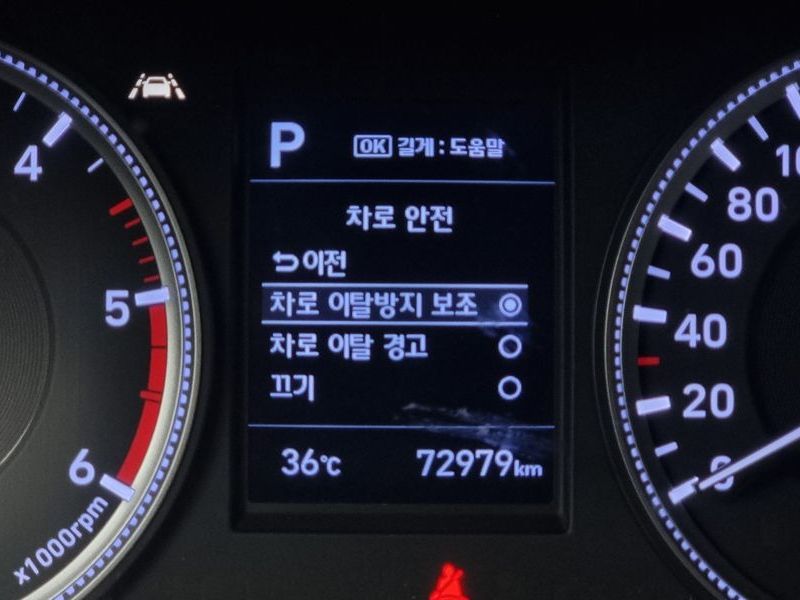 P
OK 길게 : 도움말
차로 안전
이전
차로 이탈방지 보조
차로 이탈 경고
끄기
36℃
72979km
4
5
6
x1000rpm
10
80
60
40
20
0